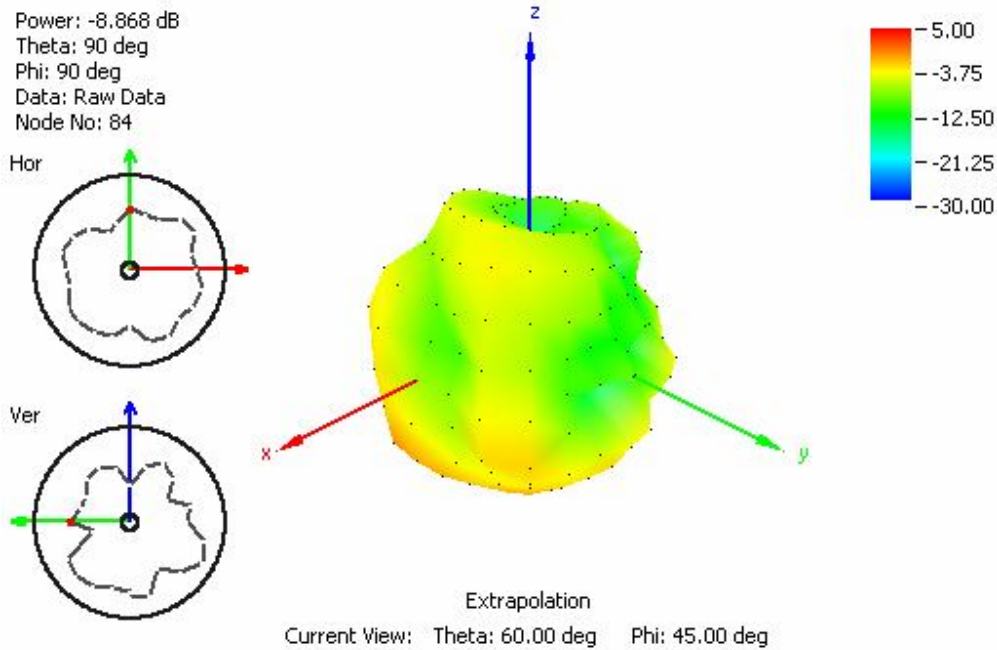 Power: -8.868 dB
Theta: 90 deg
Phi: 90 deg
Data: Raw Data
Node No: 84
Hor
Ver
z
x
y
5.00
-3.75
-12.50
-21.25
-30.00
Extrapolation
Current View: Theta: 60.00 deg Phi: 45.00 deg